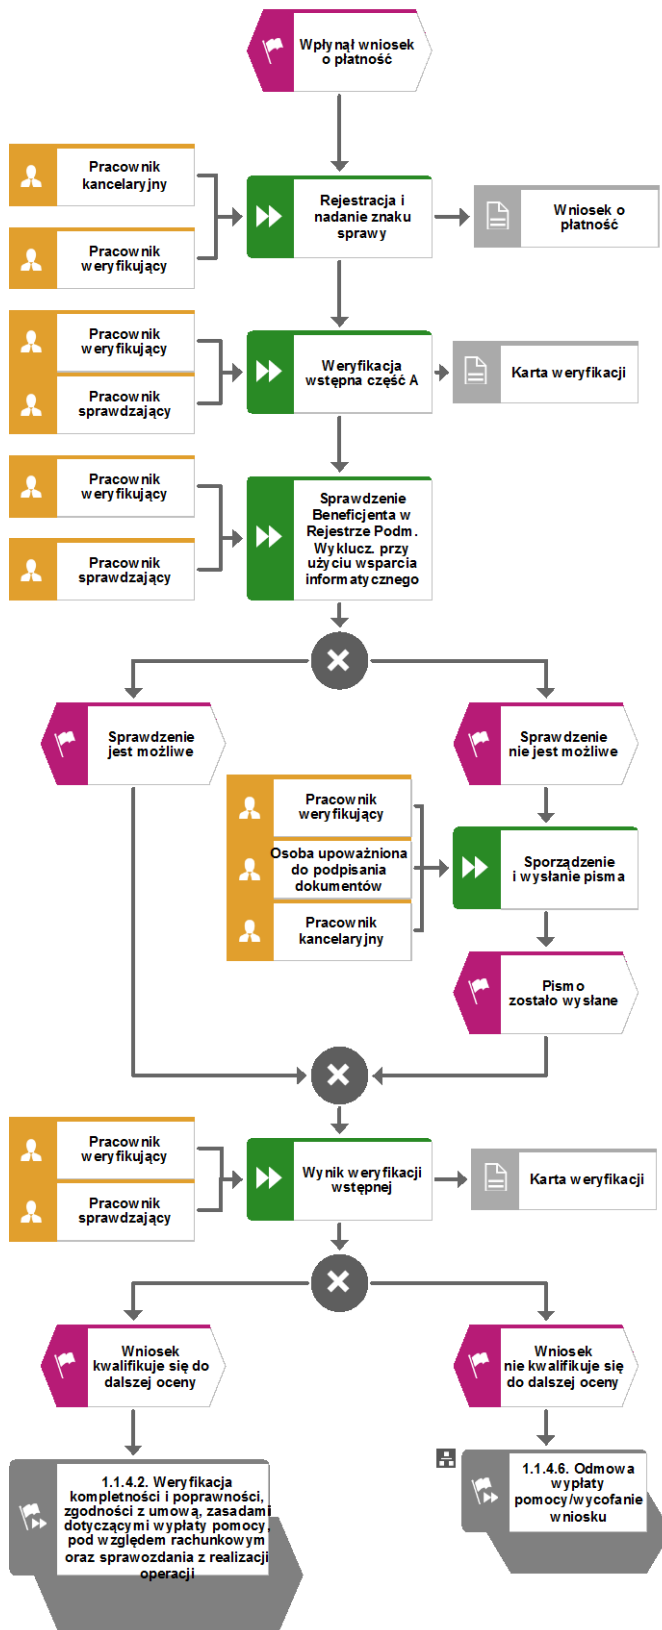 Wpłynął wniosek
o płatność
Pracownik
kancelaryjny
Pracownik
weryfikujący
Rejestracja i
nadanie znaku
sprawy
Wniosek o
płatność
Pracownik
weryfikujący
Pracownik
sprawdzający
Weryfikacja
wstępna część A
Karta weryfikacji
Pracownik
weryfikujący
Pracownik
sprawdzający
Sprawdzenie
Beneficjenta w
Rejestrze Podm.
Wyklucz. przy
użyciu wsparcia
informatycznego
Sprawdzenie
jest możliwe
Sprawdzenie
nie jest możliwe
Pracownik
weryfikujący
Osoba upoważniona
do podpisania
dokumentów
Pracownik
kancelaryjny
Sporządzenie
i wysłanie pisma
Pismo
zostało wysłane
Pracownik
weryfikujący
Pracownik
sprawdzający
Wynik weryfikacji
wstępnej
Karta weryfikacji
Wniosek
kwalifikuje się do
dalszej oceny
Wniosek
nie kwalifikuje się
do dalszej oceny
1.1.4.2. Weryfikacja
kompletności i poprawności,
zgodności z umową, zasadami
dotyczącymi wypłaty pomocy,
pod względem rachunkowym
oraz sprawozdania z realizacji
operacji
1.1.4.6. Odmowa
wypłaty
pomocy/wycofanie
wniosku